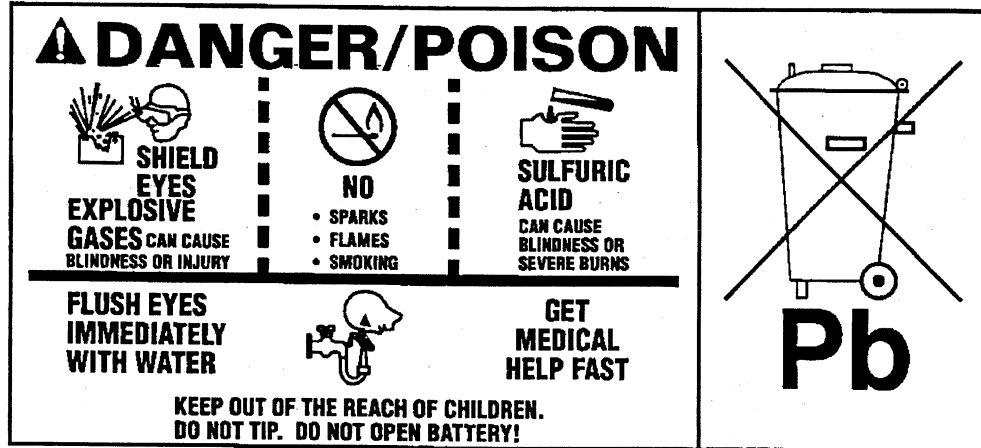 DANGER/POISON
SHIELD
EYES
EXPLOSIVE
GASES CAN CAUSE
BLINDNESS OR INJURY
NO
• SPARKS
• FLAMES
• SMOKING
SULFURIC
ACID
CAN CAUSE
BLINDNESS OR
SEVERE BURNS
FLUSH EYES
IMMEDIATELY
WITH WATER
GET
MEDICAL
HELP FAST
KEEP OUT OF THE REACH OF CHILDREN.
DO NOT TIP. DO NOT OPEN BATTERY!
Pb